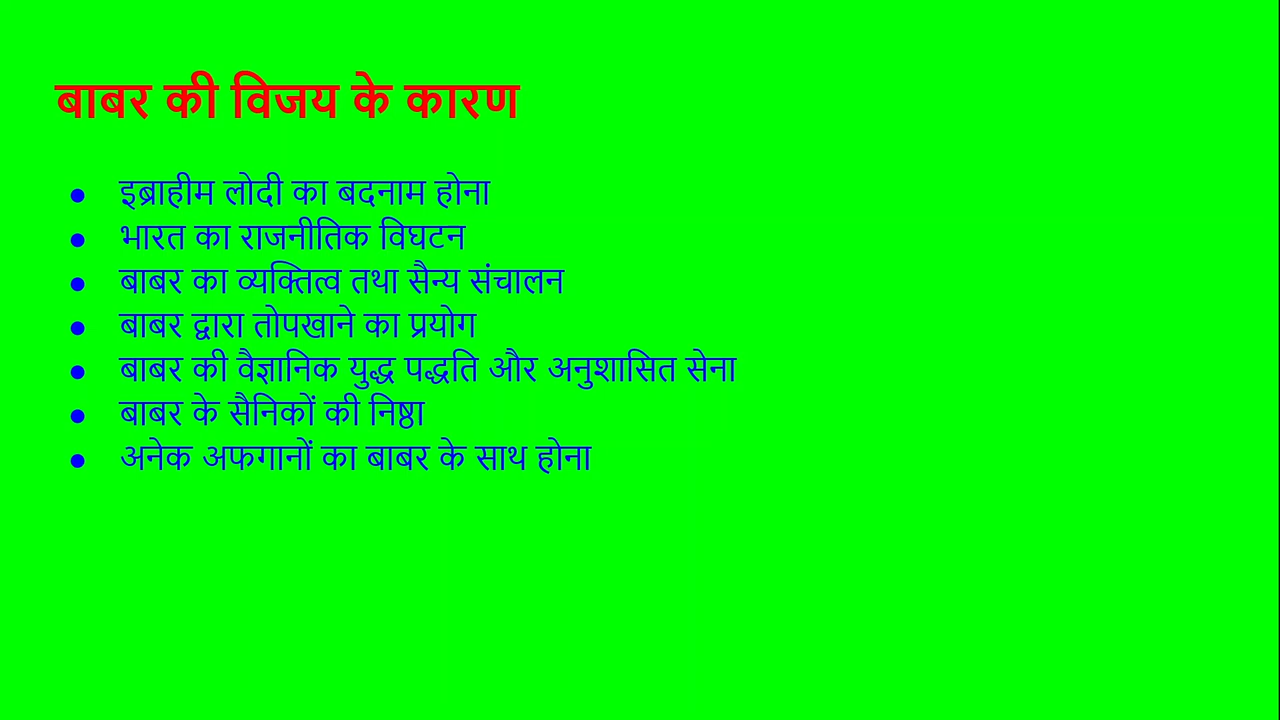 बाबर की विजय के कारण
● इब्राहीम लोदी का बदनाम होना
● भारत का राजनीतिक विघटन
● बाबर का व्यक्तित्व तथा सैन्य संचालन
● बाबर द्वारा तोपखाने का प्रयोग
● बाबर की वैज्ञानिक युद्ध पद्धति और अनुशासित सेना
● बाबर के सैनिकों की निष्ठा
● अनेक अफगानों का बाबर के साथ होना